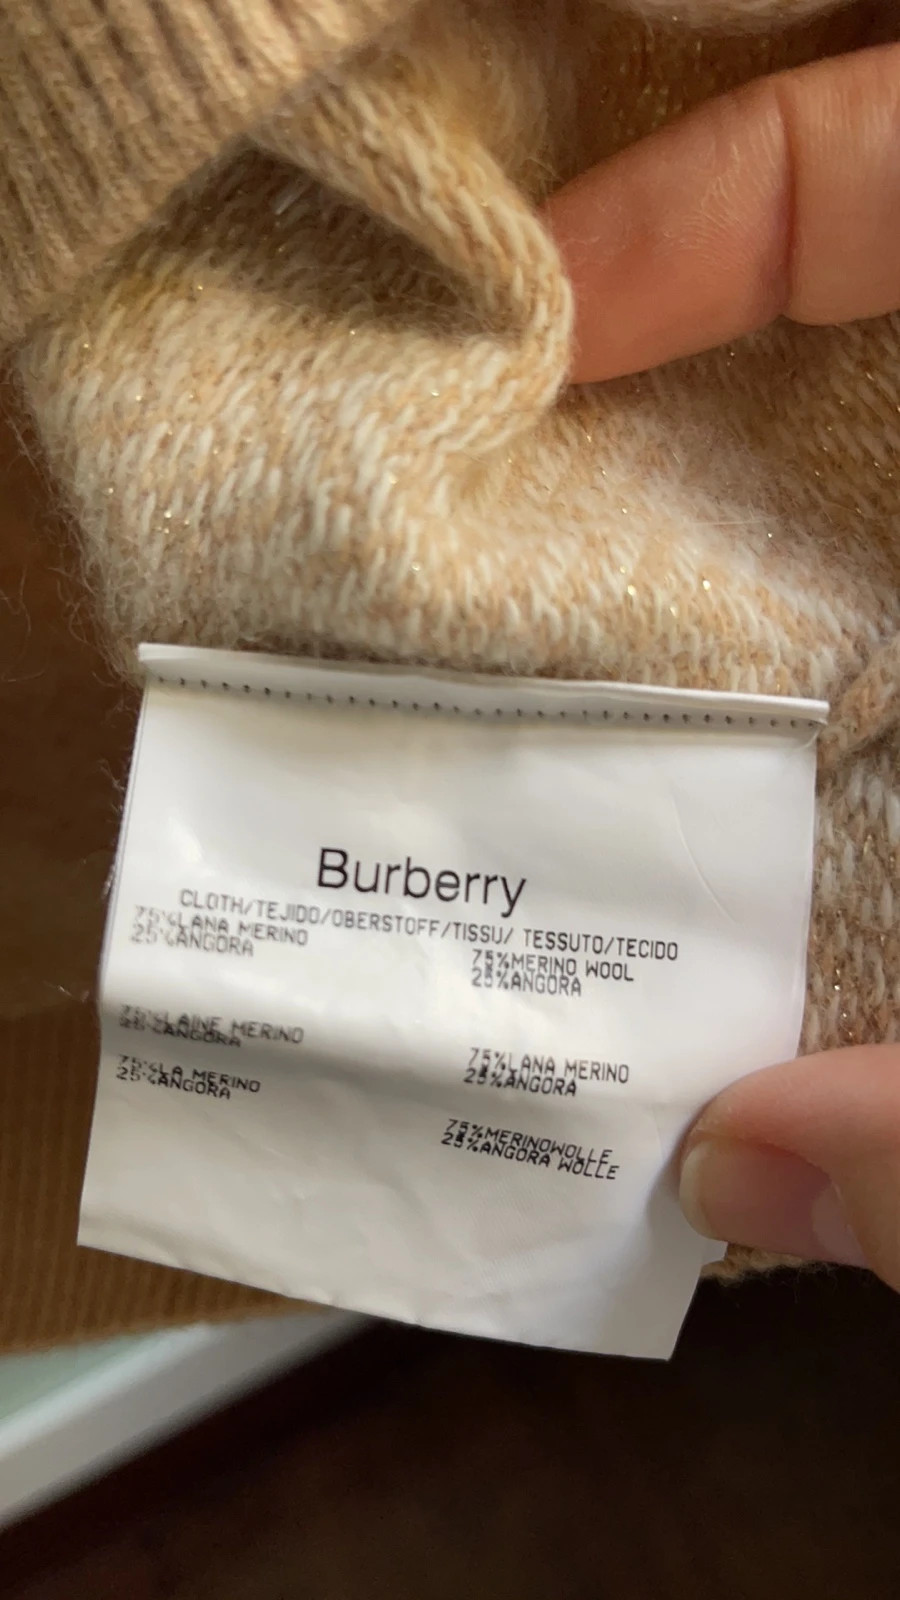 Burberry
CLOTH/TEJIDO/OBERSTOFF/TISSU/ TESSUTO/TECIDO
75%LANA MERINO
25%ANGORA
75%MERINO WOOL
25%ANGORA
75%LAINE MERINO
25%ANGORA
75%LANA MERINO
25%ANGORA
75%LA MERINO
25%ANGORA
75%MERINOWOLLE
25%ANGORA WOLLE